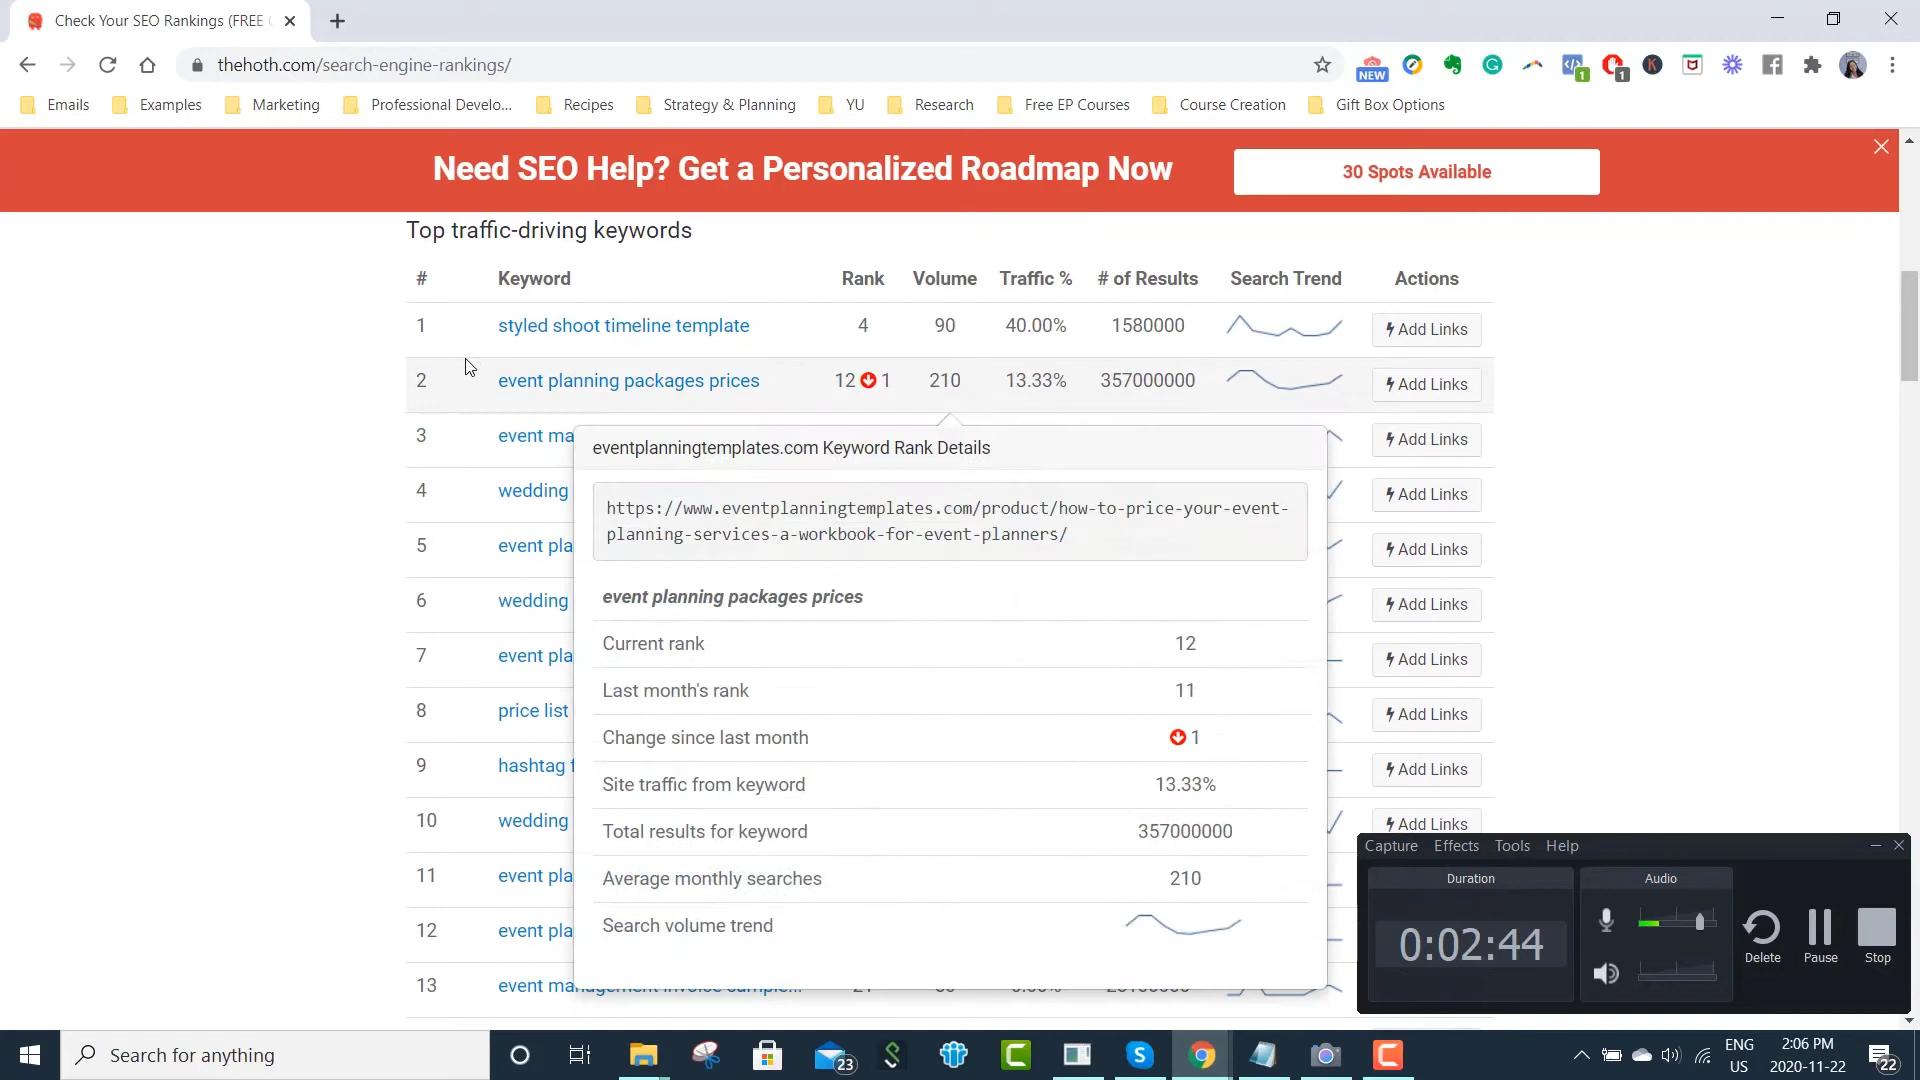 Check Your SEO Rankings (FREE
thehoth.com/search-engine-rankings/
NEW
1
1
Emails
Examples
Marketing
Professional Develo...
Recipes
Strategy & Planning
YU
Research
Free EP Courses
Course Creation
Gift Box Options
Need SEO Help? Get a Personalized Roadmap Now
30 Spots Available
Top traffic-driving keywords
# Keyword Rank Volume Traffic % # of Results Search Trend Actions
1 styled shoot timeline template 4 90 40.00% 1580000 Add Links
2 event planning packages prices 12 1 210 13.33% 357000000 Add Links
3 event ma Add Links
4 wedding Add Links
5 event pla Add Links
6 wedding Add Links
7 event pla Add Links
8 price list Add Links
9 hashtag Add Links
10 wedding Add Links
11 event pla
12 event pla
13 event management invoice sample...
eventplanningtemplates.com Keyword Rank Details
https://www.eventplanningtemplates.com/product/how-to-price-your-event-
planning-services-a-workbook-for-event-planners/
event planning packages prices
Current rank 12
Last month's rank 11
Change since last month 1
Site traffic from keyword 13.33%
Total results for keyword 357000000
Average monthly searches 210
Search volume trend
Capture Effects Tools Help
Duration
Audio
0:02:44
Delete
Pause
Stop
Search for anything
23
ENG
US
2:06 PM
2020-11-22
22